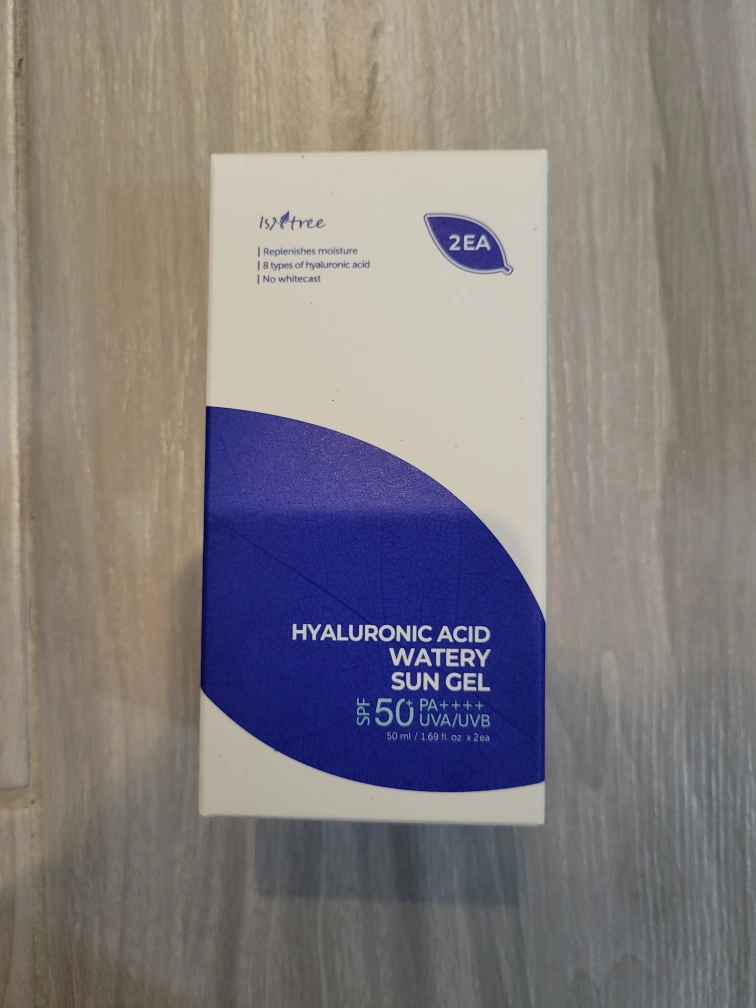 Isntree
2EA
Replenishes moisture
8 types of hyaluronic acid
No whitecast
HYALURONIC ACID
WATERY
SUN GEL
SPF 50+ PA++++
UVA/UVB
50 ml / 1.69 fl. oz. x 2ea